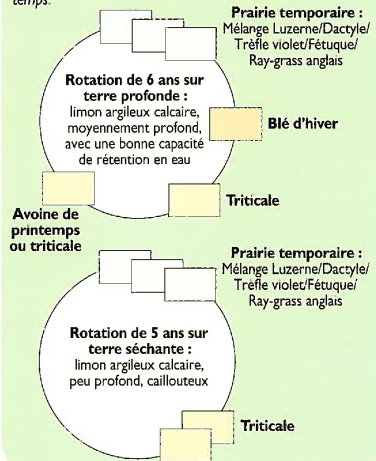 temps.
Prairie temporaire :
Mélange Luzerne/Dactyle/
Trèfle violet/Fétuque/
Ray-grass anglais
Rotation de 6 ans sur
terre profonde :
limon argileux calcaire,
moyennement profond,
avec une bonne capacité
de rétention en eau
Blé d'hiver
Triticale
Avoine de
printemps
ou triticale
Prairie temporaire :
Mélange Luzerne/Dactyle/
Trèfle violet/Fétuque/
Ray-grass anglais
Rotation de 5 ans sur
terre séchante :
limon argileux calcaire,
peu profond, caillouteux
Triticale